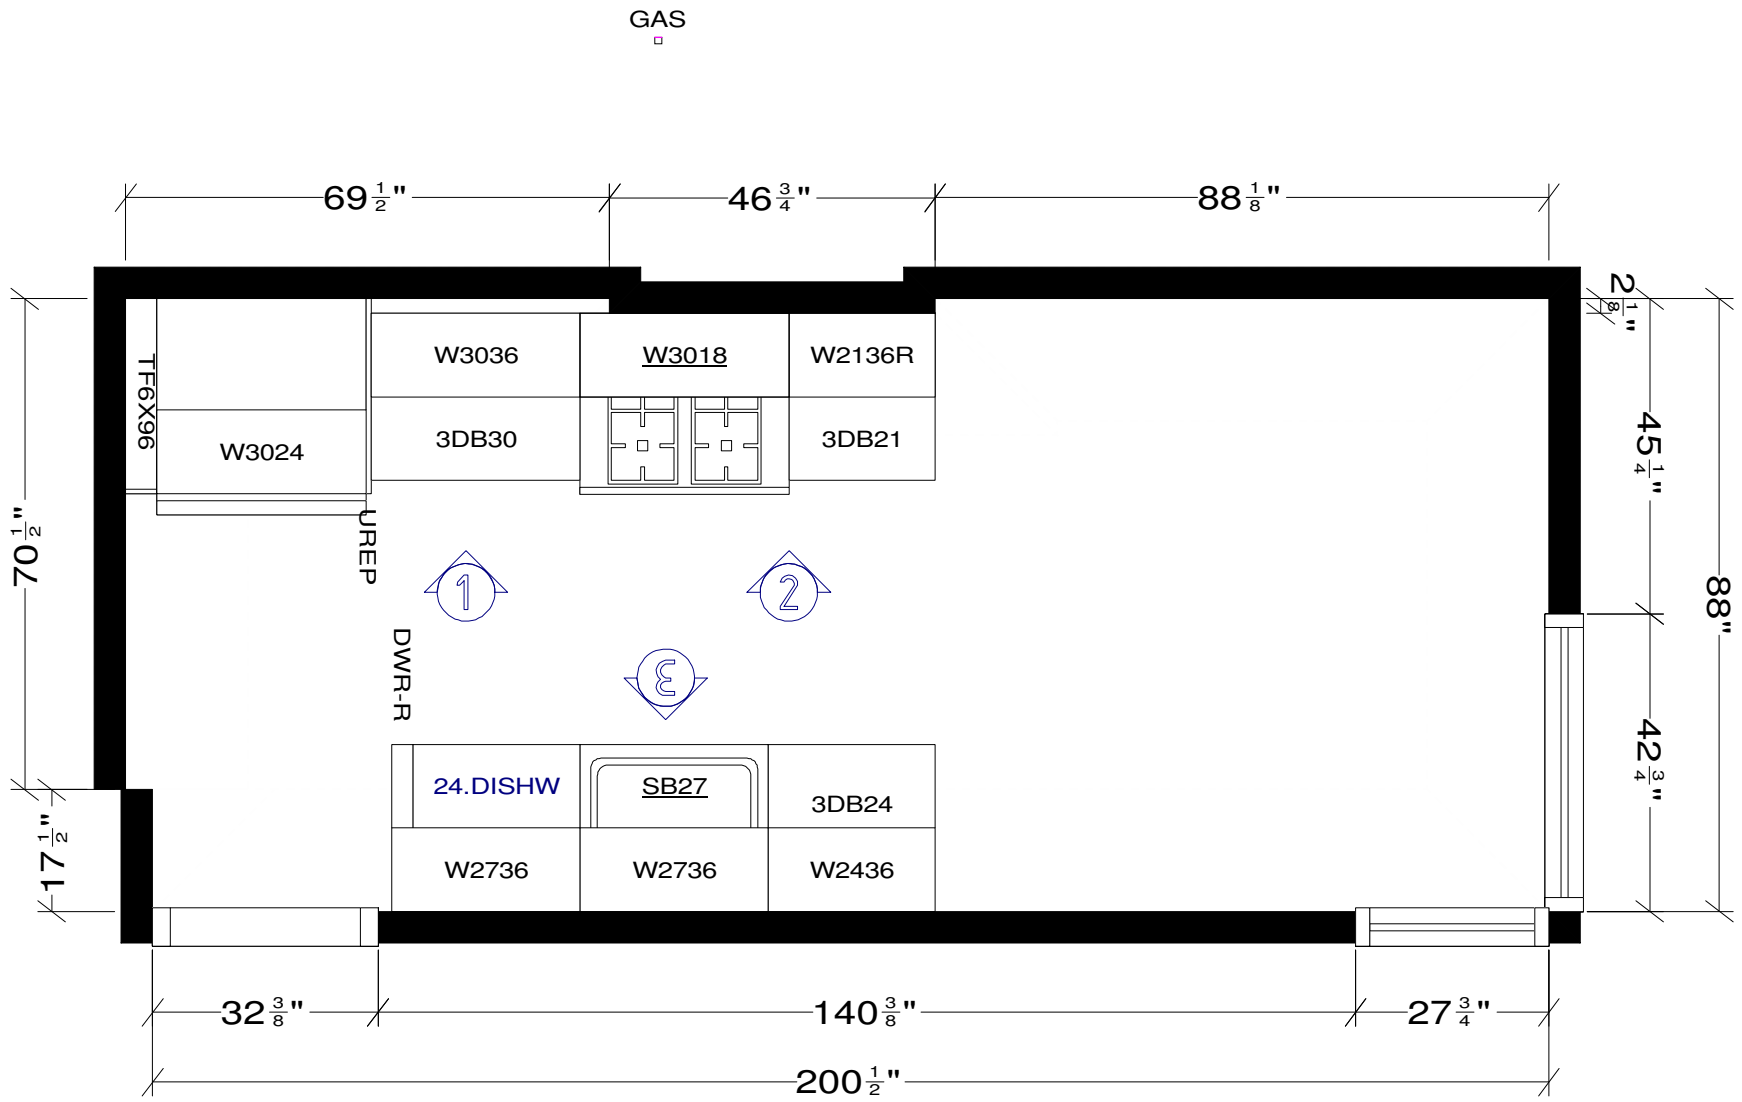 GAS
69 1/2"
46 3/4"
88 1/8"
2 1/8"
W3036
W3018
W2136R
TF6X96
W3024
3DB30
3DB21
45 1/4"
70 1/2"
UREP
1
2
88"
DWR-R
3
42 3/4"
24.DISHW
SB27
3DB24
17 1/2"
W2736
W2736
W2436
32 3/8"
140 3/8"
27 3/4"
200 1/2"